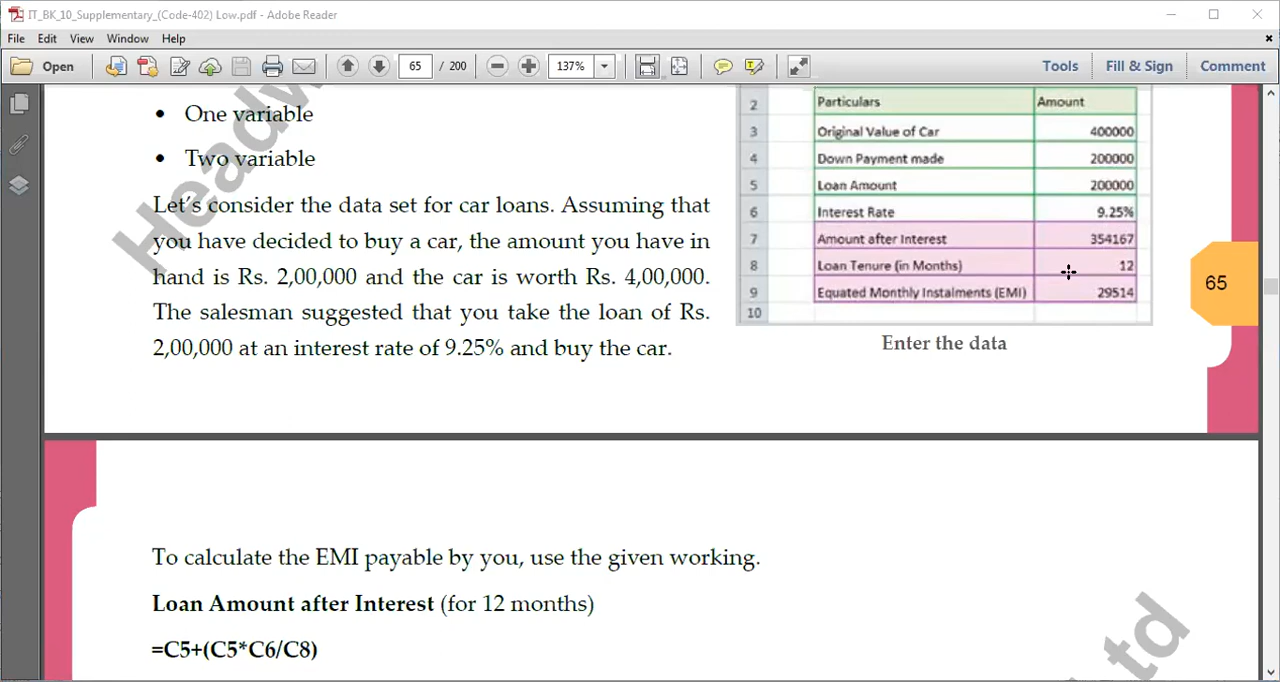 IT_BK_10_Supplementary_(Code-402) Low.pdf - Adobe Reader
File Edit View Window Help
Open 65 / 200 137% Tools Fill & Sign Comment
• One variable
• Two variable
Let's consider the data set for car loans. Assuming that
you have decided to buy a car, the amount you have in
hand is Rs. 2,00,000 and the car is worth Rs. 4,00,000.
The salesman suggested that you take the loan of Rs.
2,00,000 at an interest rate of 9.25% and buy the car.
2 Particulars Amount
3 Original Value of Car 400000
4 Down Payment made 200000
5 Loan Amount 200000
6 Interest Rate 9.25%
7 Amount after Interest 354167
8 Loan Tenure (in Months) 12
9 Equated Monthly Instalments (EMI) 29514
10
Enter the data
65
To calculate the EMI payable by you, use the given working.
Loan Amount after Interest (for 12 months)
=C5+(C5*C6/C8)